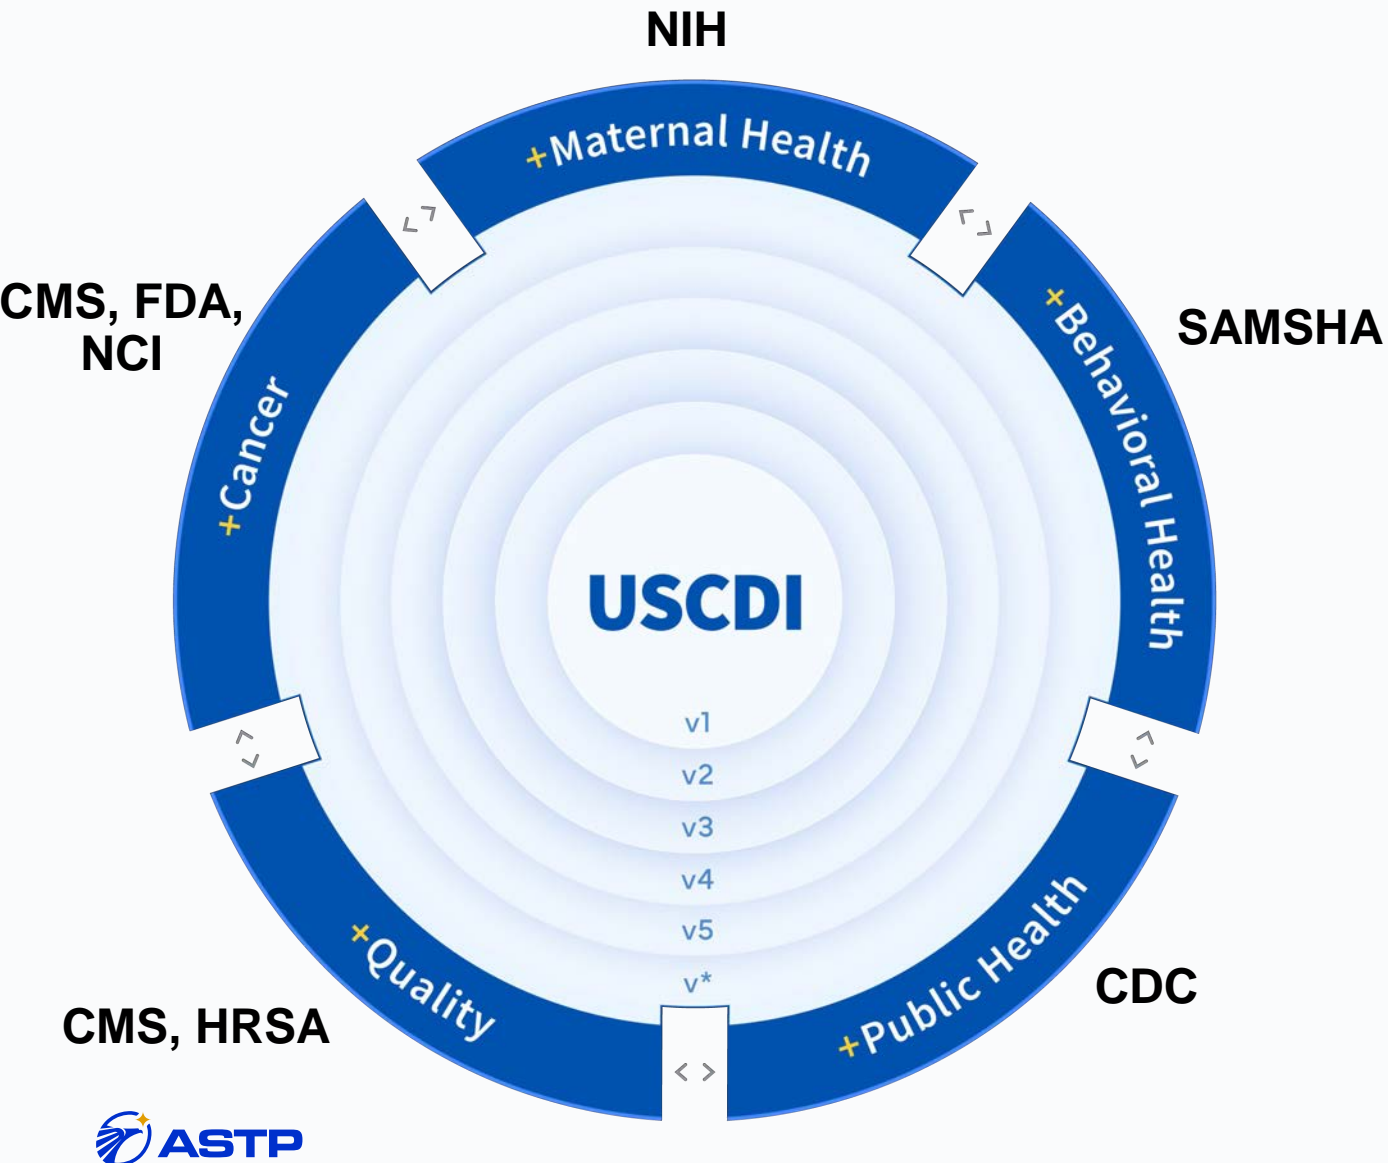 NIH
+Maternal Health
CMS, FDA,
NCI
+Cancer
+Behavioral Health
SAMSHA
USCDI
v1
v2
v3
v4
v5
v*
+Quality
CMS, HRSA
+Public Health
CDC
ASTP